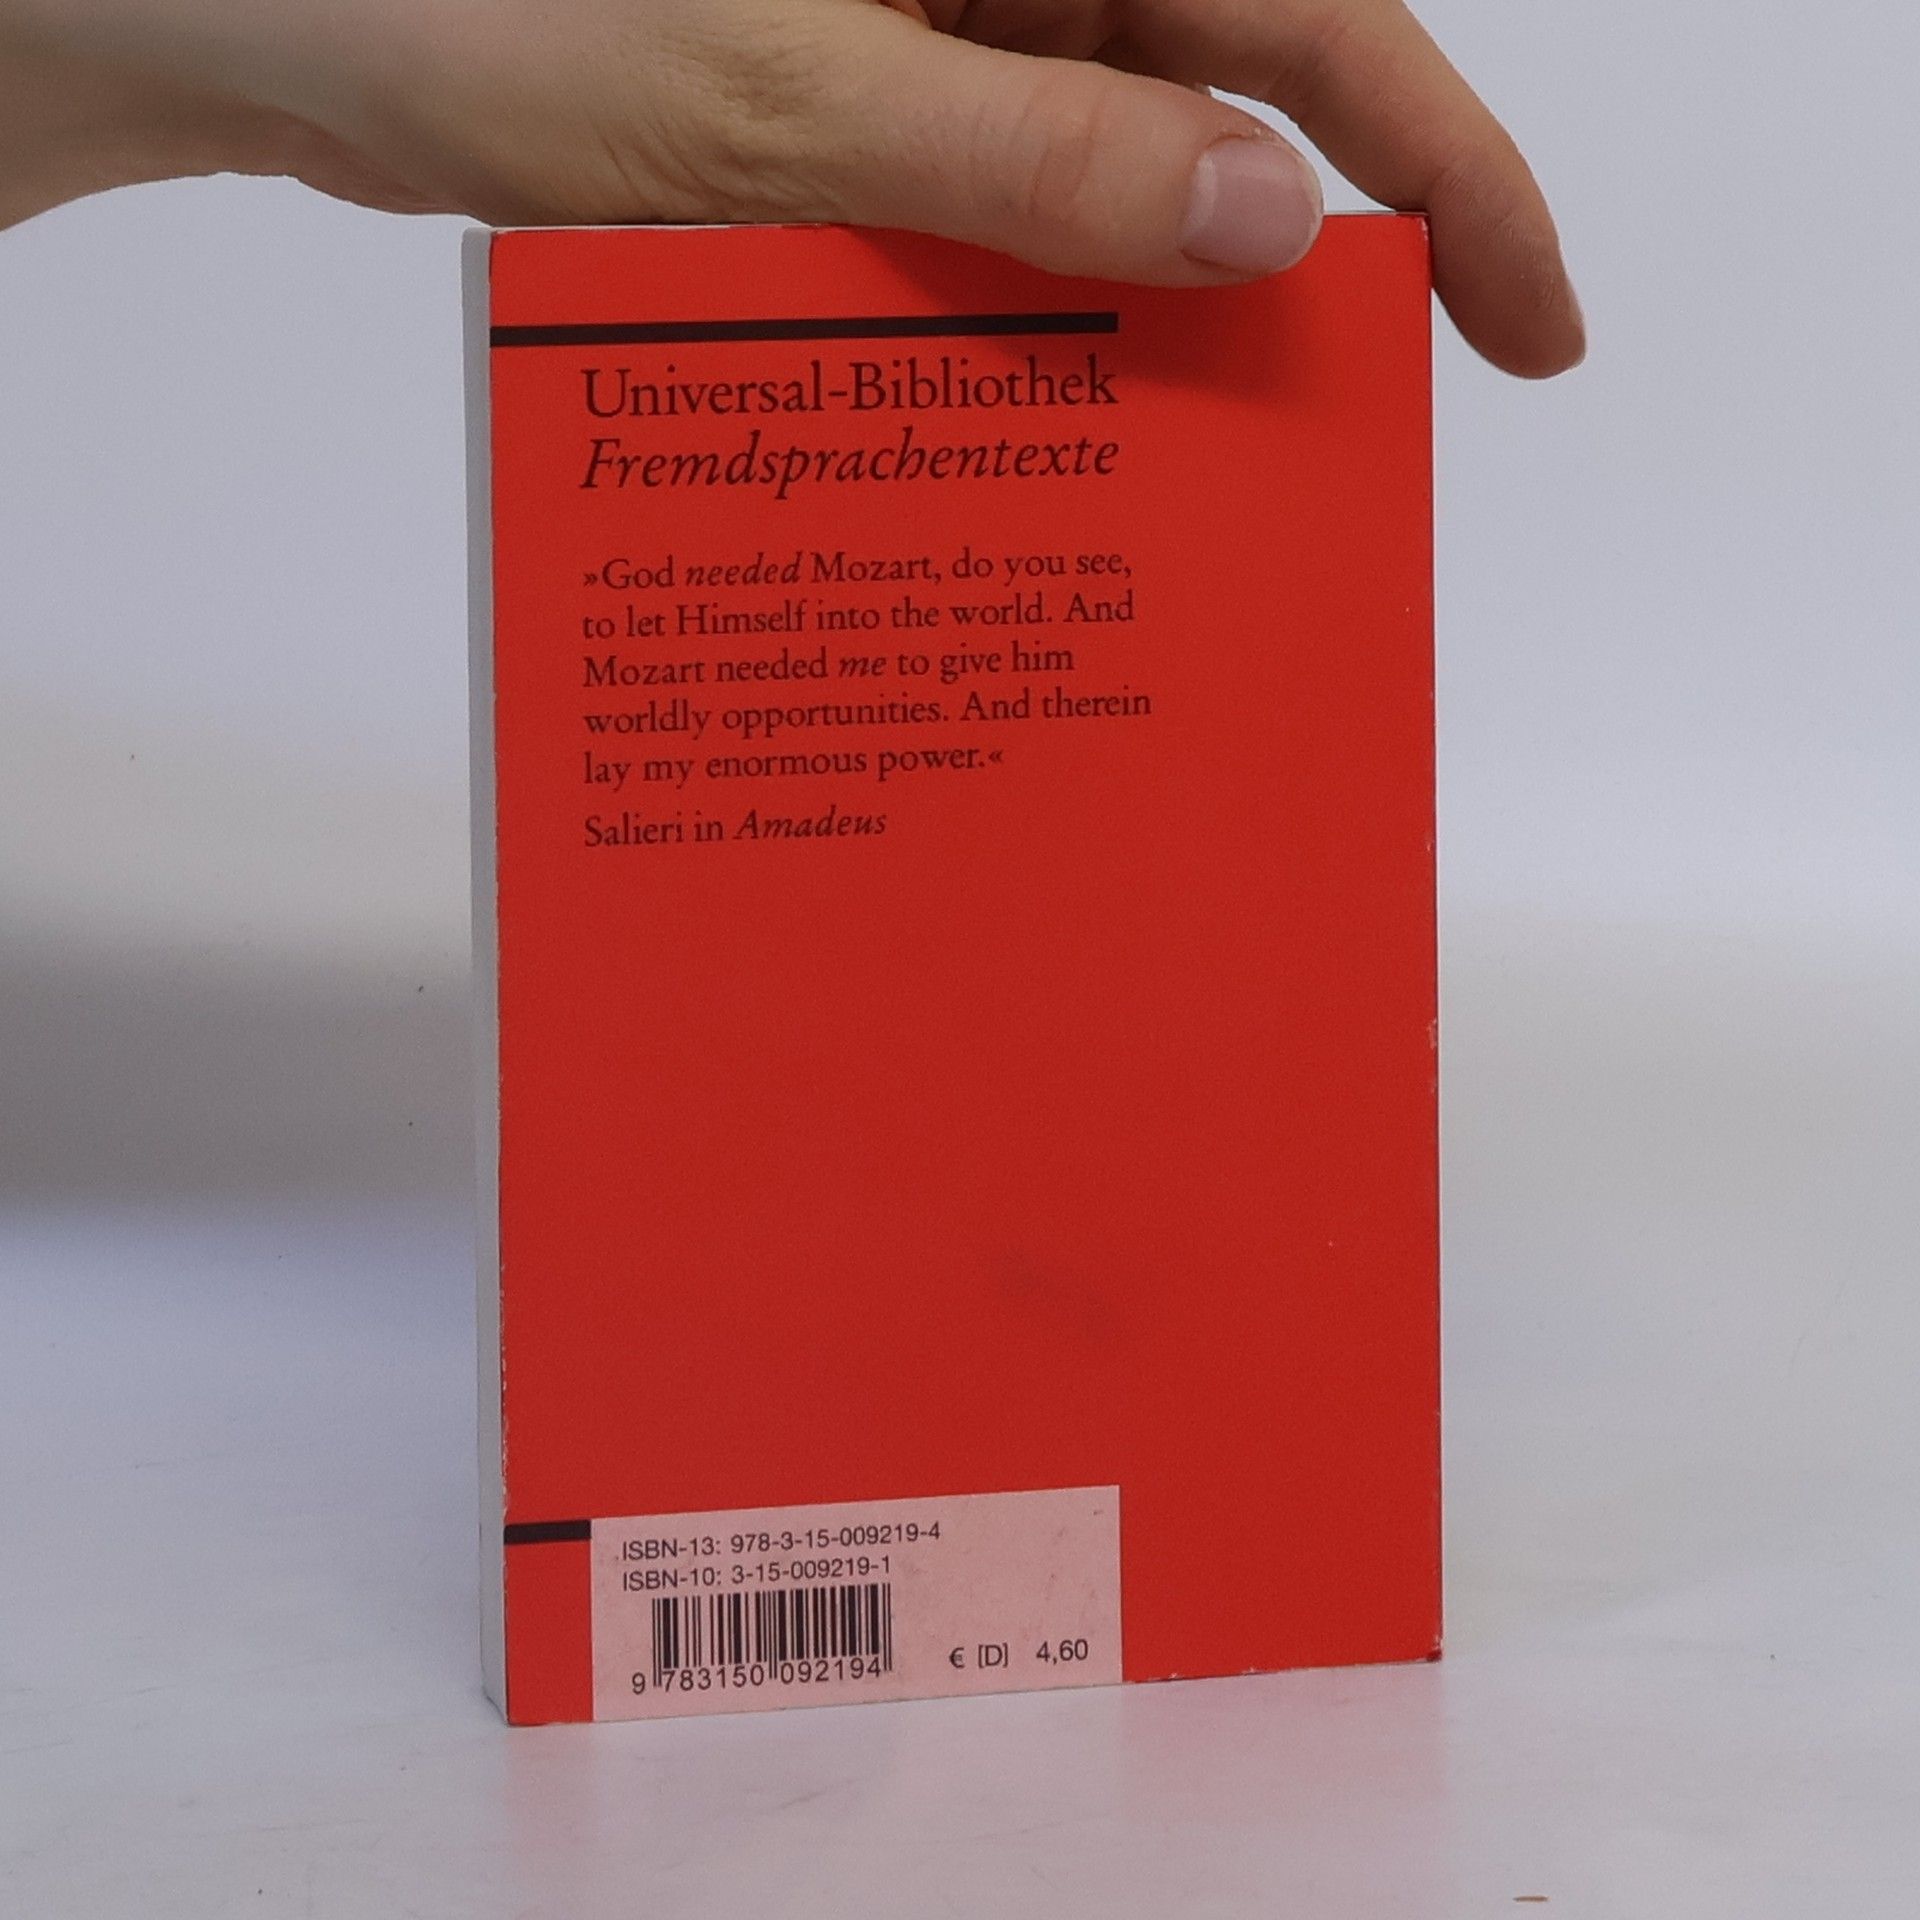 Universal-Bibliothek
Fremdsprachentexte
»God needed Mozart, do you see,
to let Himself into the world. And
Mozart needed me to give him
worldly opportunities. And therein
lay my enormous power.«
Salieri in Amadeus
ISBN-13: 978-3-15-009219-4
ISBN-10: 3-15-009219-1
9 783150 092194
€ [D] 4,60